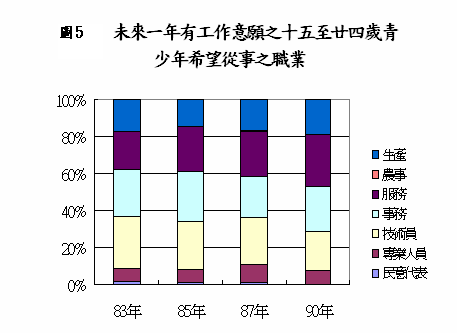 圖5 未來一年有工作意願之十五至廿四歲青
少年希望從事之職業
100%
80%
60%
40%
20%
0%
83年 85年 87年 90年
生產
農事
服務
事務
技術員
專業人員
民意代表